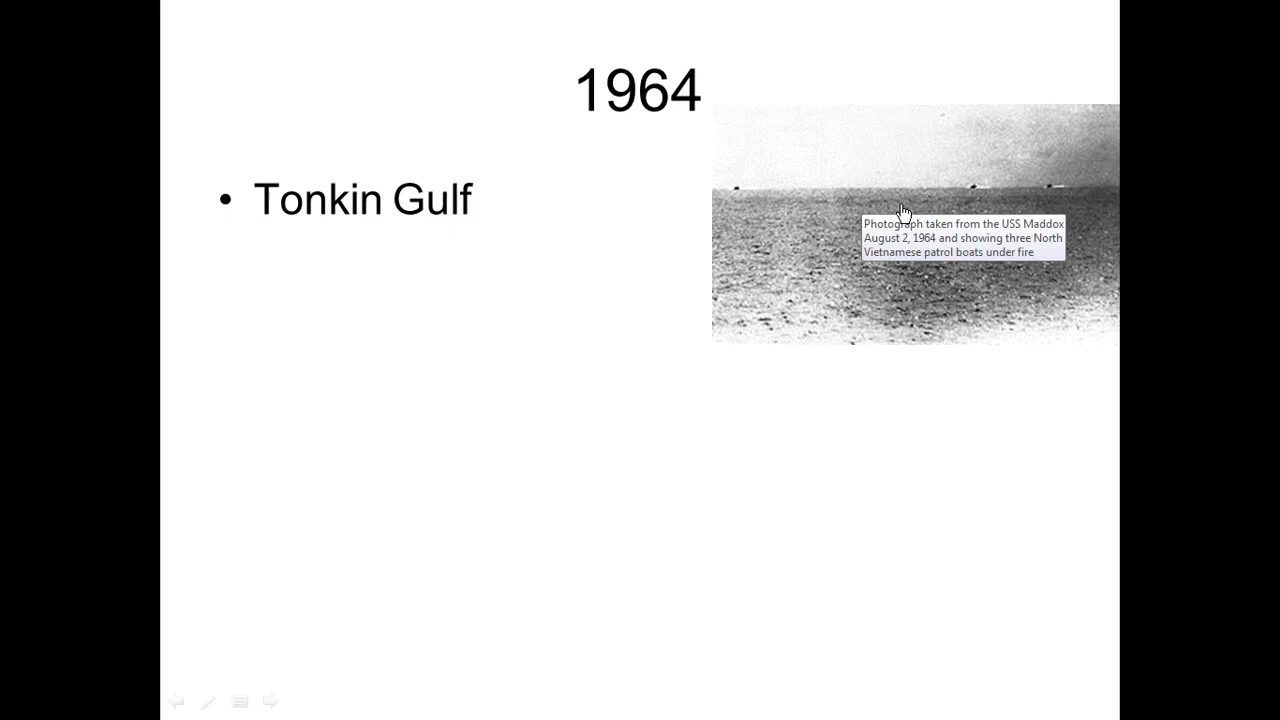 1964
• Tonkin Gulf
Photograph taken from the USS Maddox
August 2, 1964 and showing three North
Vietnamese patrol boats under fire